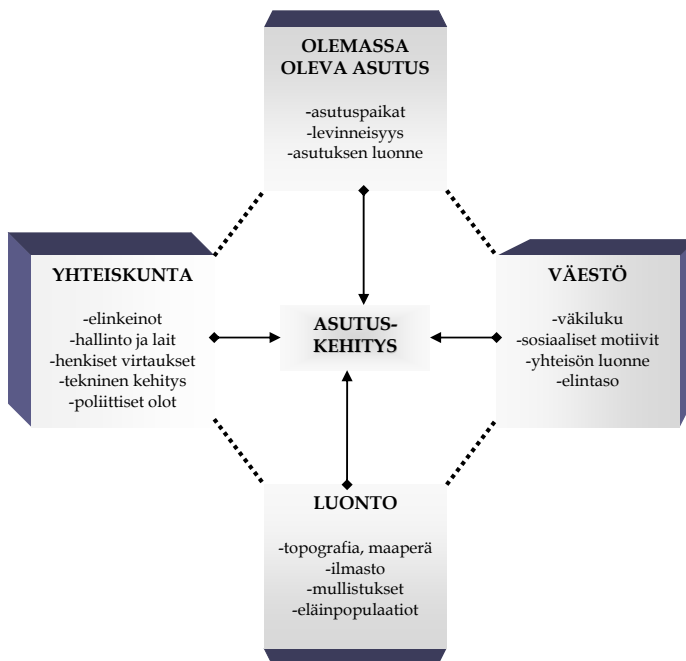 OLEMASSA
OLEVA ASUTUS
-asutuspaikat
-levinneisyys
-asutuksen luonne
YHTEISKUNTA
-elinkeinot
-hallinto ja lait
-henkiset virtaukset
-tekninen kehitys
-poliittiset olot
ASUTUS-
KEHITYS
VÄESTÖ
-väkiluku
-sosiaaliset motiivit
-yhteisön luonne
-elintaso
LUONTO
-topografia, maaperä
-ilmasto
-mullistukset
-eläinpopulaatiot